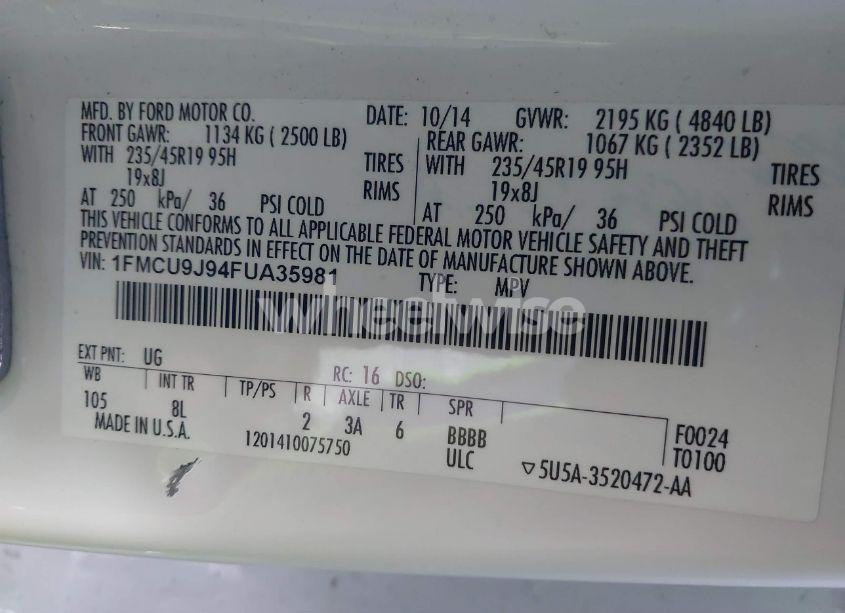 MFD. BY FORD MOTOR CO. DATE: 10/14 GVWR: 2195 KG ( 4840 LB)
FRONT GAWR: 1134 KG ( 2500 LB) REAR GAWR: 1067 KG ( 2352 LB)
WITH 235/45R19 95H TIRES WITH 235/45R19 95H TIRES
19x8J RIMS 19x8J RIMS
AT 250 kPa/ 36 PSI COLD AT 250 kPa/ 36 PSI COLD
THIS VEHICLE CONFORMS TO ALL APPLICABLE FEDERAL MOTOR VEHICLE SAFETY AND THEFT
PREVENTION STANDARDS IN EFFECT ON THE DATE OF MANUFACTURE SHOWN ABOVE.
VIN: 1FMCU9J94FUA35981 TYPE: MPV
wheelwise
EXT PNT: UG RC: 16 DSO:
WB INT TR TP/PS R AXLE TR SPR
105 8L 2 3A 6 BBBB F0024
MADE IN U.S.A. 1201410075750 ULC ▽5U5A-3520472-AA T0100